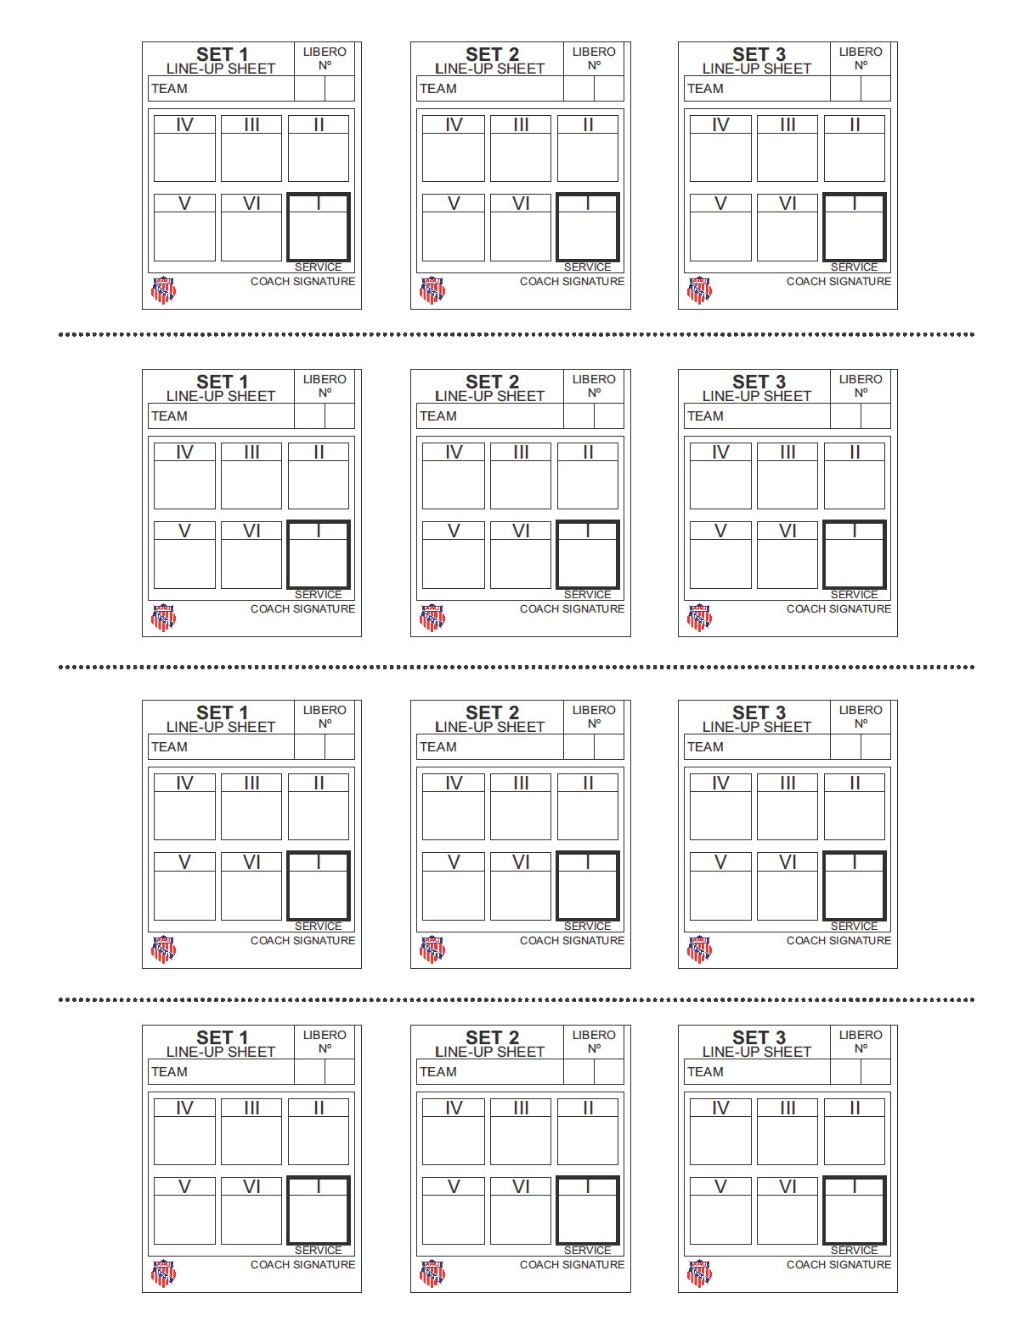 SET 1
LINE-UP SHEET
LIBERO
Nº
TEAM
IV III II
V VI I
SERVICE
COACH SIGNATURE
SET 2
LINE-UP SHEET
LIBERO
Nº
TEAM
IV III II
V VI I
SERVICE
COACH SIGNATURE
SET 3
LINE-UP SHEET
LIBERO
Nº
TEAM
IV III II
V VI I
SERVICE
COACH SIGNATURE
SET 1
LINE-UP SHEET
LIBERO
Nº
TEAM
IV III II
V VI I
SERVICE
COACH SIGNATURE
SET 2
LINE-UP SHEET
LIBERO
Nº
TEAM
IV III II
V VI I
SERVICE
COACH SIGNATURE
SET 3
LINE-UP SHEET
LIBERO
Nº
TEAM
IV III II
V VI I
SERVICE
COACH SIGNATURE
SET 1
LINE-UP SHEET
LIBERO
Nº
TEAM
IV III II
V VI I
SERVICE
COACH SIGNATURE
SET 2
LINE-UP SHEET
LIBERO
Nº
TEAM
IV III II
V VI I
SERVICE
COACH SIGNATURE
SET 3
LINE-UP SHEET
LIBERO
Nº
TEAM
IV III II
V VI I
SERVICE
COACH SIGNATURE
SET 1
LINE-UP SHEET
LIBERO
Nº
TEAM
IV III II
V VI I
SERVICE
COACH SIGNATURE
SET 2
LINE-UP SHEET
LIBERO
Nº
TEAM
IV III II
V VI I
SERVICE
COACH SIGNATURE
SET 3
LINE-UP SHEET
LIBERO
Nº
TEAM
IV III II
V VI I
SERVICE
COACH SIGNATURE